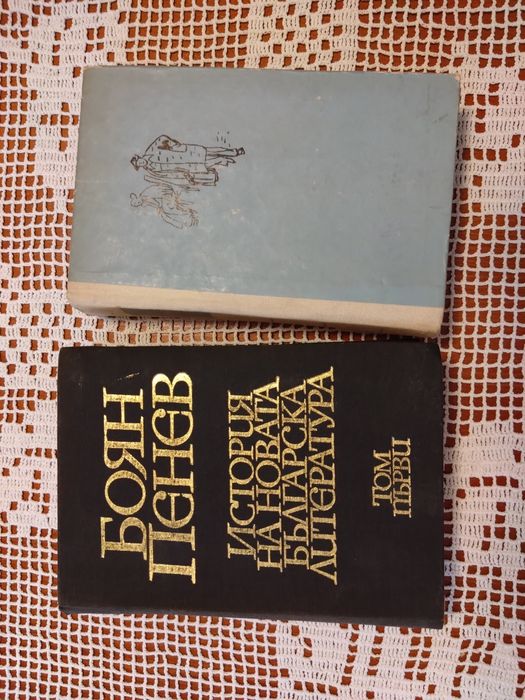 БОЯН
ПЕНЕВ
ИСТОРИЯ
НА НОВАТА
БЪЛГАРСКА
ЛИТЕРАТУРА
ТОМ
ПЪРВИ